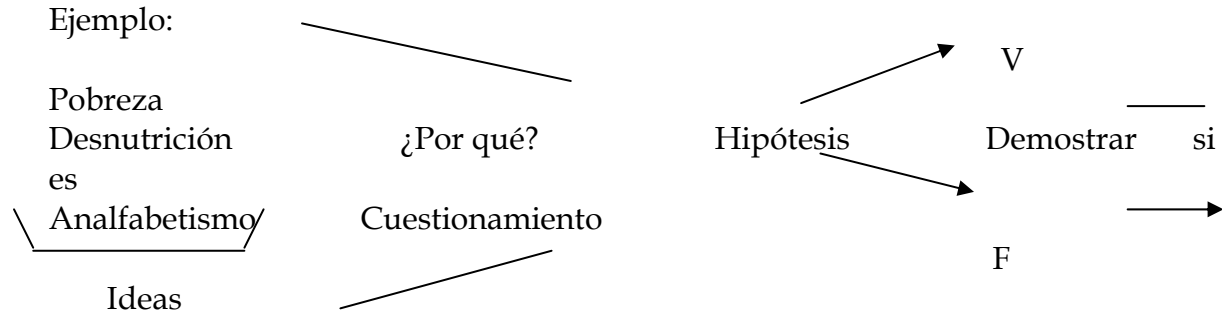 Ejemplo:
V
Pobreza
Desnutrición ¿Por qué? Hipótesis Demostrar si
es
Analfabetismo Cuestionamiento
F
Ideas